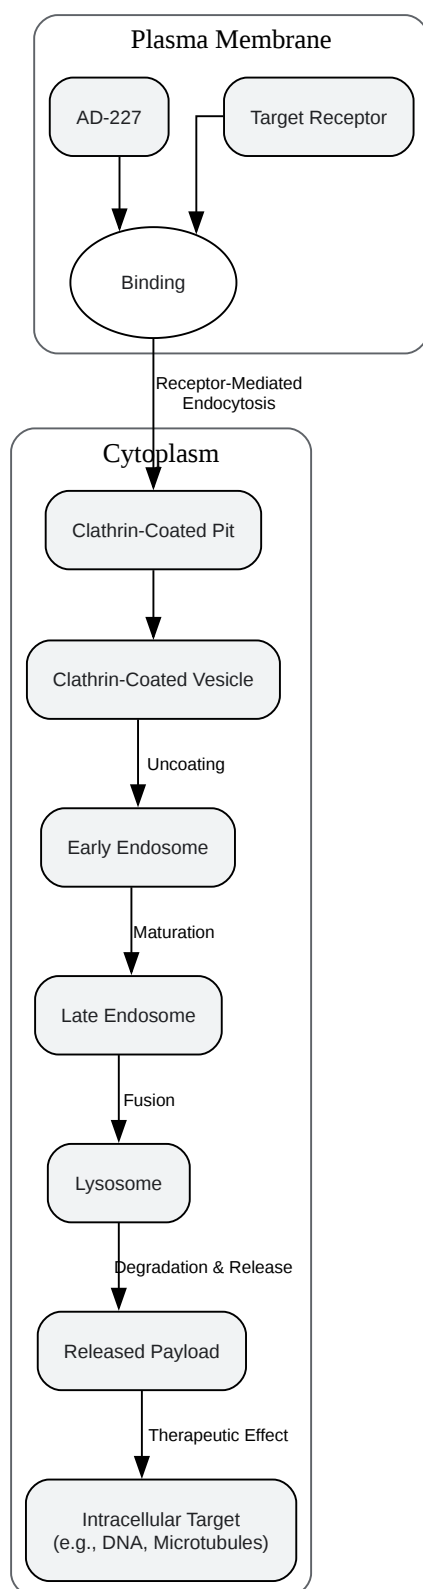 Plasma Membrane
AD-227
Target Receptor
Binding
Receptor-Mediated
Endocytosis
Cytoplasm
Clathrin-Coated Pit
Clathrin-Coated Vesicle
Uncoating
Early Endosome
Maturation
Late Endosome
Fusion
Lysosome
Degradation & Release
Released Payload
Therapeutic Effect
Intracellular Target
(e.g., DNA, Microtubules)